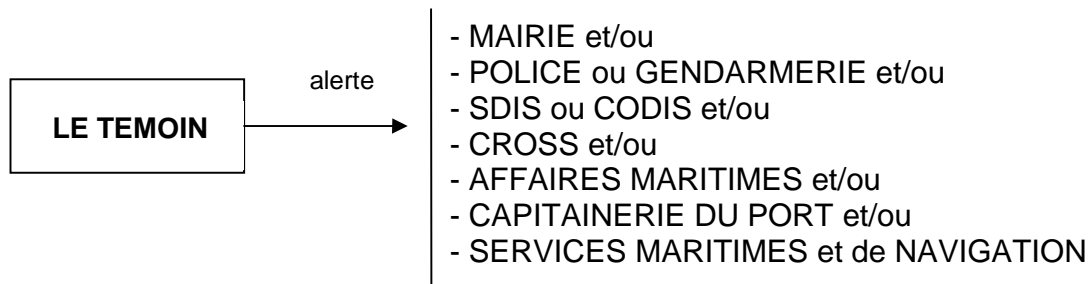 LE TEMOIN
alerte
- MAIRIE et/ou
- POLICE ou GENDARMERIE et/ou
- SDIS ou CODIS et/ou
- CROSS et/ou
- AFFAIRES MARITIMES et/ou
- CAPITAINERIE DU PORT et/ou
- SERVICES MARITIMES et de NAVIGATION